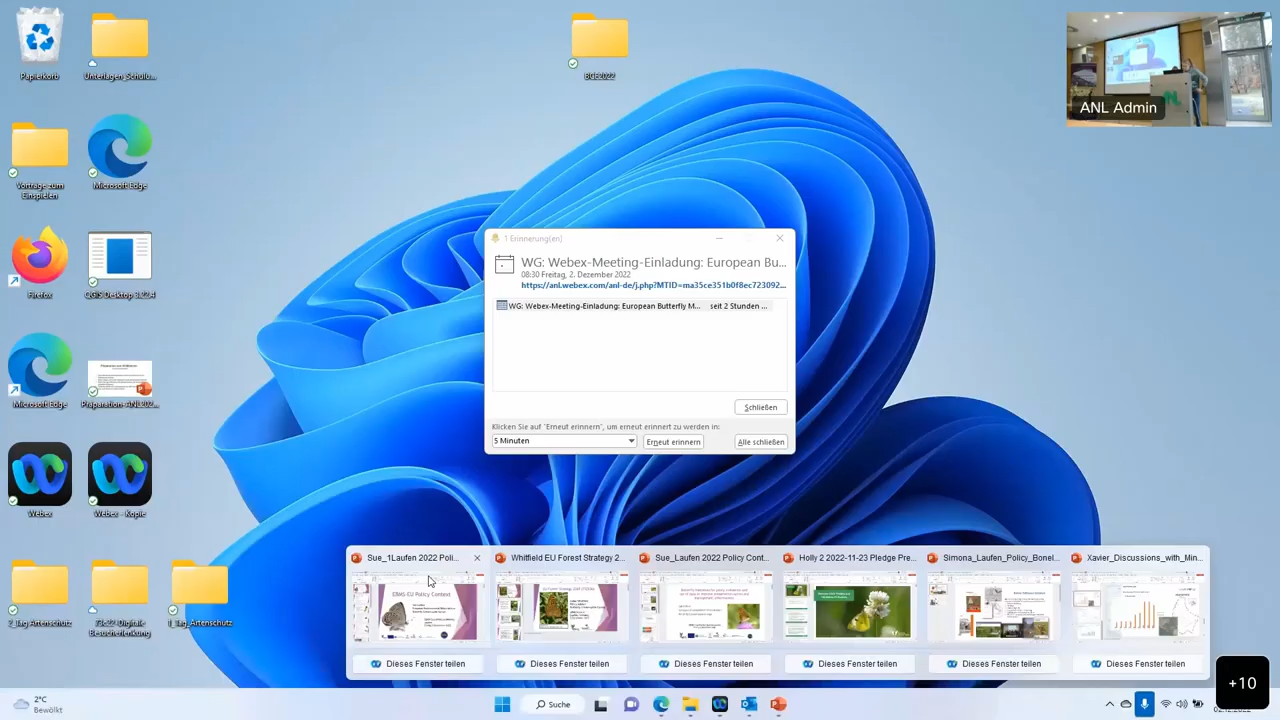 Papierkorb
Unterlagen_Schulu...
BCE2022
ANL Admin
Vorträge zum
Einspielen
Microsoft Edge
Firefox
QGIS Desktop 3.22.4
Microsoft Edge
Präparation- ANL202...
Webex
Webex - Kopie
1 Erinnerung(en)
WG: Webex-Meeting-Einladung: European Bu...
08:30 Freitag, 2. Dezember 2022
https://anl.webex.com/anl-de/j.php?MTID=ma35ce351b0f8ec723092...
WG: Webex-Meeting-Einladung: European Butterfly M... seit 2 Stunden ...
Schließen
Klicken Sie auf "Erneut erinnern", um erneut erinnert zu werden in:
5 Minuten
Erneut erinnern
Alle schließen
Sue_1Laufen 2022 Poli...
Whitfield EU Forest Strategy 2...
Sue_Laufen 2022 Policy Cont...
Holly 2 2022-11-23 Pledge Pre...
Simona_Laufen_Policy_Bonel...
Xavier_Discussions_with_Min...
EBMS-EU Policy Context
Dieses Fenster teilen
Dieses Fenster teilen
Dieses Fenster teilen
Dieses Fenster teilen
Dieses Fenster teilen
Dieses Fenster teilen
Besucherlenkung
+10
2°C
Bewölkt
Suche